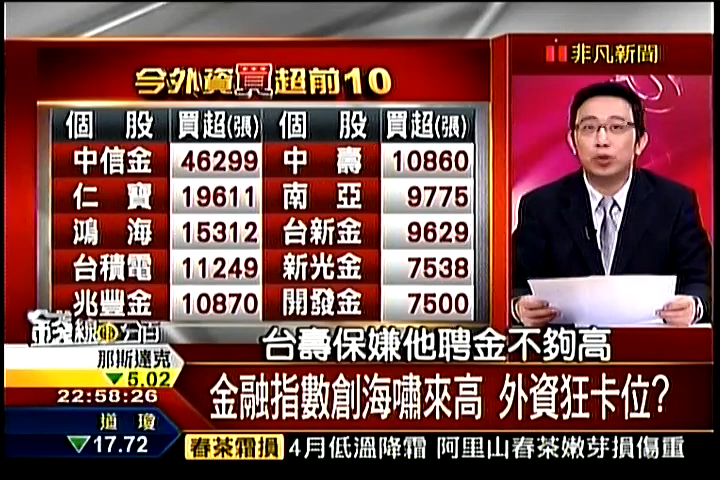 非凡新聞
今外資買超前10
個股 買超(張) 個股 買超(張)
中信金 46299 中壽 10860
仁寶 19611 南亞 9775
鴻海 15312 台新金 9629
台積電 11249 新光金 7538
兆豐金 10870 開發金 7500
台壽保嫌他聘金不夠高
那斯達克
▼5.02
22:58:26
金融指數創海嘯來高 外資狂卡位?
道瓊
▼17.72
春茶霜損 4月低溫降霜 阿里山春茶嫩芽損傷重